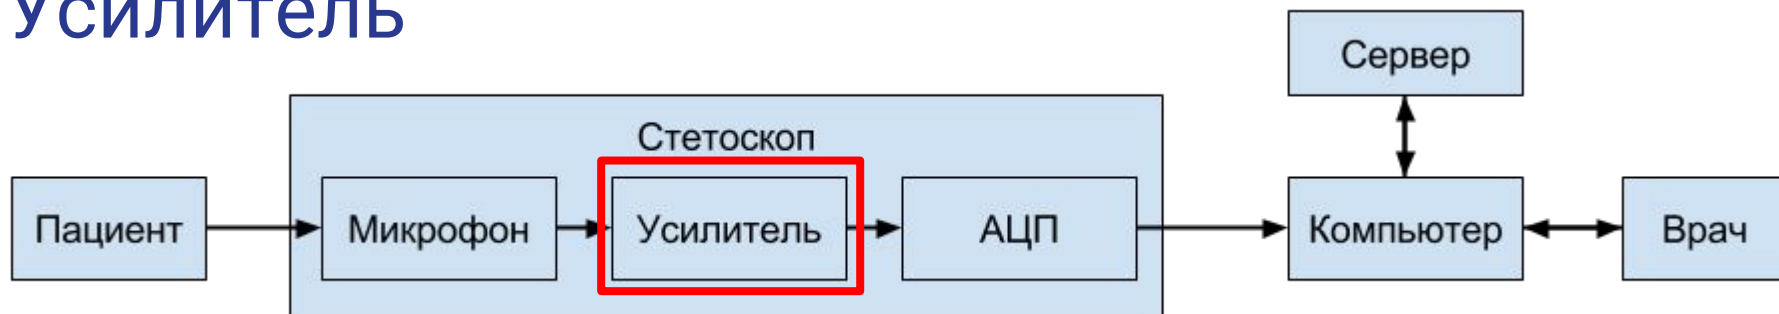 Усилитель
Сервер
Стетоскоп
Пациент
Микрофон
Усилитель
АЦП
Компьютер
Врач